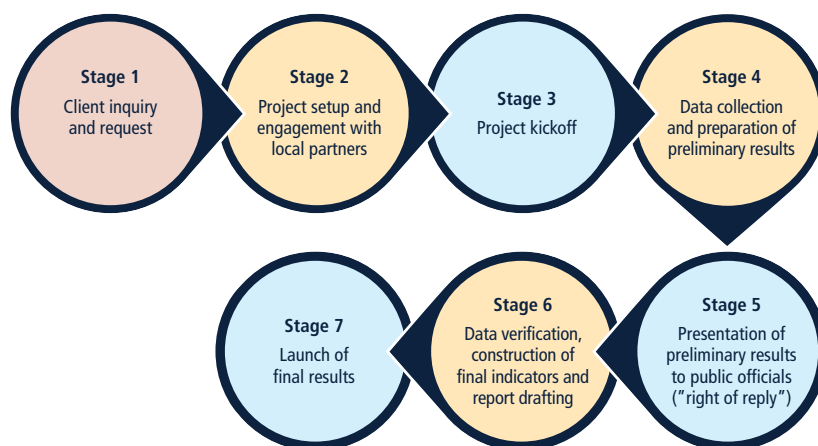 Stage 1
Client inquiry
and request
Stage 2
Project setup and
engagement with
local partners
Stage 3
Project kickoff
Stage 4
Data collection
and preparation of
preliminary results
Stage 5
Presentation of
preliminary results
to public officials
("right of reply")
Stage 6
Data verification,
construction of
final indicators and
report drafting
Stage 7
Launch of
final results